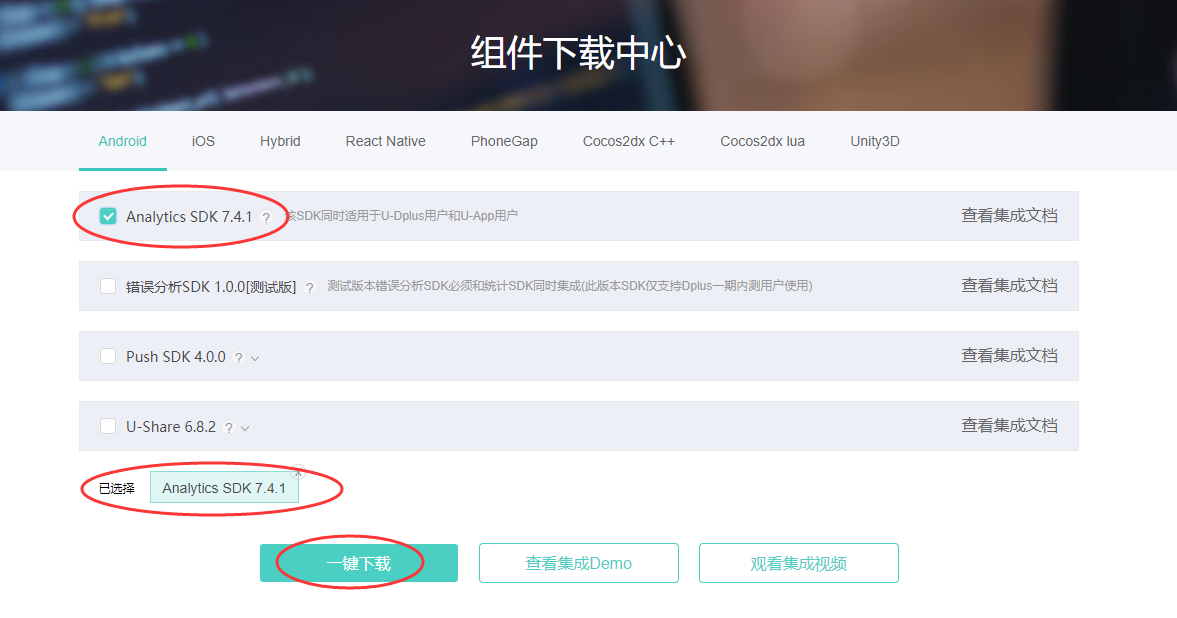 组件下载中心
Android iOS Hybrid React Native PhoneGap Cocos2dx C++ Cocos2dx lua Unity3D
Analytics SDK 7.4.1 ? 该SDK同时适用于U-Dplus用户和U-App用户 查看集成文档
错误分析SDK 1.0.0[测试版] ? 测试版本错误分析SDK必须和统计SDK同时集成(此版本SDK仅支持Dplus一期内测用户使用) 查看集成文档
Push SDK 4.0.0 ? 查看集成文档
U-Share 6.8.2 ? 查看集成文档
已选择 Analytics SDK 7.4.1
一键下载 查看集成Demo 观看集成视频